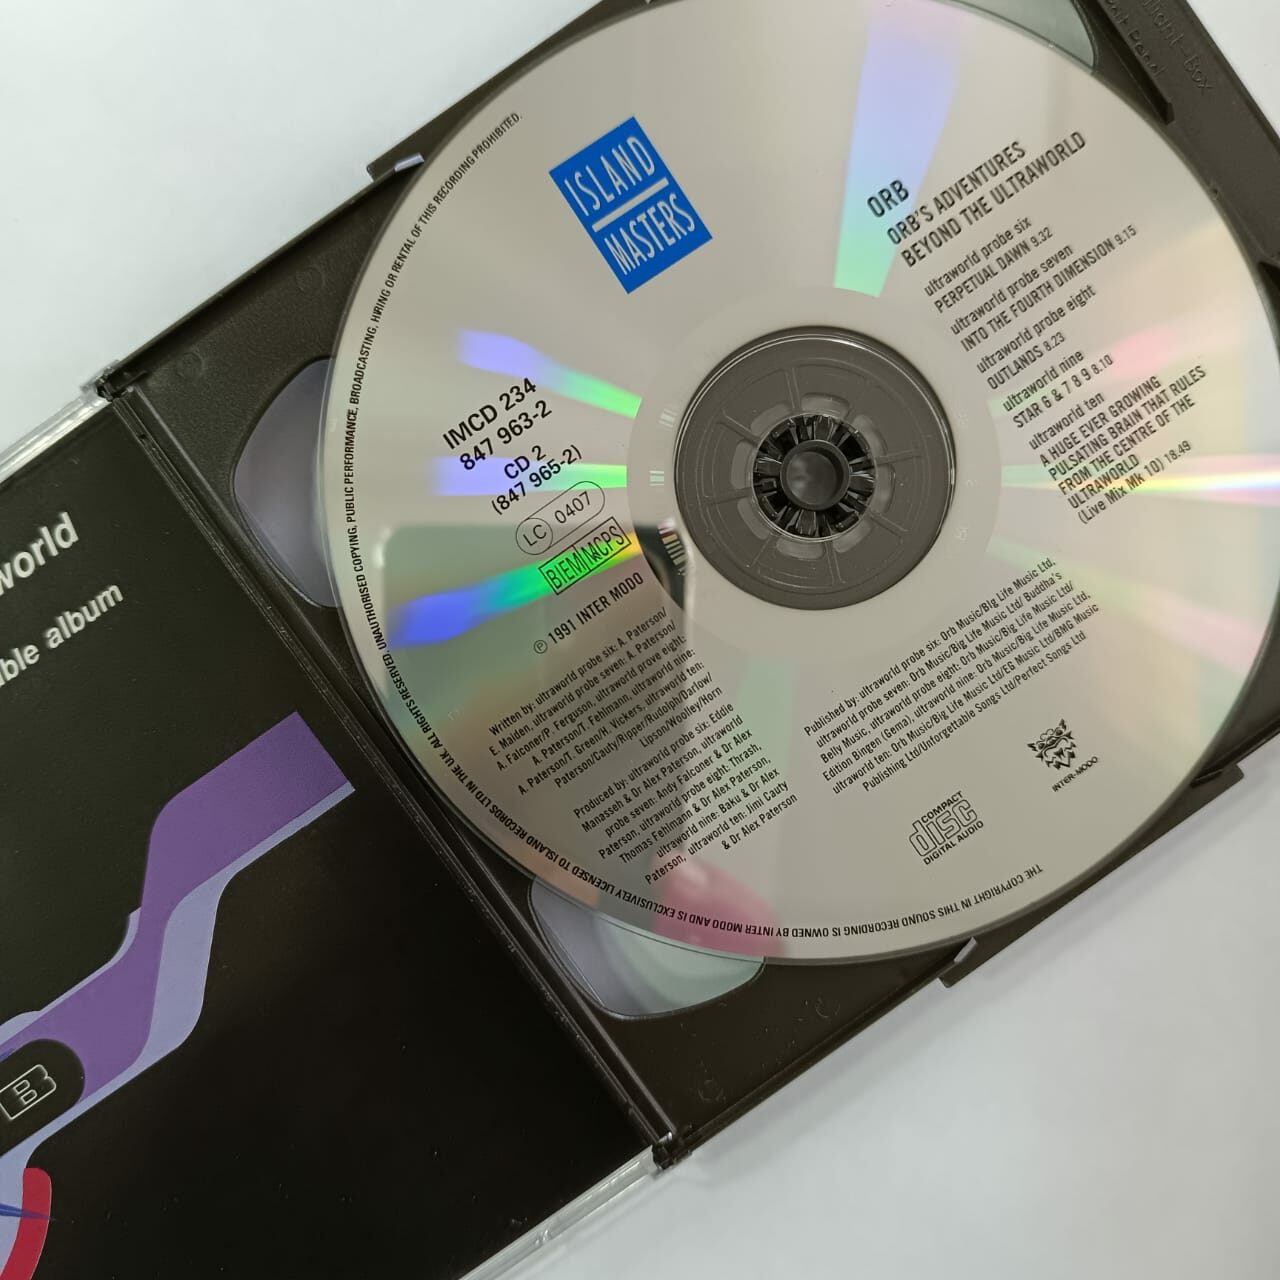 ISLAND
MASTERS
ORB
ORB'S ADVENTURES
BEYOND THE ULTRAWORLD
ultraworld probe six
PERPETUAL DAWN 9.32
ultraworld probe seven
INTO THE FOURTH DIMENSION 9.15
ultraworld probe eight
OUTLANDS 8.23
ultraworld nine
STAR 6 & 7 8 9 8.10
ultraworld ten
A HUGE EVER GROWING
PULSATING BRAIN THAT RULES
FROM THE CENTRE OF THE
ULTRAWORLD
(Live Mix Mk 10) 18.49
IMCD 234
847 963-2
CD 2
(847 965-2)
LC 0407
BIEM/MCPS
℗ 1991 INTER MODO
Written by: ultraworld probe six: A. Paterson/
E. Maiden, ultraworld probe seven: A. Paterson/
A. Falconer/P. Ferguson, ultraworld prove eight:
A. Paterson/T. Fehlmann, ultraworld nine:
A. Paterson/T. Green/H. Vickers, ultraworld ten:
Paterson/Cauty/Ripper/Rudolph/Darlow/
Lipson/Woolley/Horn
Produced by: ultraworld probe six: Eddie
Manasseh & Dr Alex Paterson, ultraworld
probe seven: Andy Falconer & Dr Alex
Paterson, ultraworld probe eight: Thrash,
Thomas Fehlmann & Dr Alex Paterson,
ultraworld nine: Baku & Dr Alex
Paterson, ultraworld ten: Jimi Cauty
& Dr Alex Paterson
Published by: ultraworld probe six: Orb Music/Big Life Music Ltd,
ultraworld probe seven: Orb Music/Big Life Music Ltd/ Buddha's
Belly Music, ultraworld probe eight: Orb Music/Big Life Music Ltd/
Edition Bingen (Gema), ultraworld nine: Orb Music/Big Life Music Ltd,
ultraworld ten: Orb Music/Big Life Music Ltd/EG Music Ltd/BMG Music
Publishing Ltd/Unforgettable Songs Ltd/Perfect Songs Ltd
COMPACT
disc
DIGITAL AUDIO
INTER-MODO
THE COPYRIGHT IN THIS SOUND RECORDING IS OWNED BY INTER MODO AND IS EXCLUSIVELY LICENSED TO ISLAND RECORDS LTD IN THE UK. ALL RIGHTS RESERVED. UNAUTHORISED COPYING, PUBLIC PERFORMANCE, BROADCASTING, HIRING OR RENTAL OF THIS RECORDING PROHIBITED.
world
ble album
B